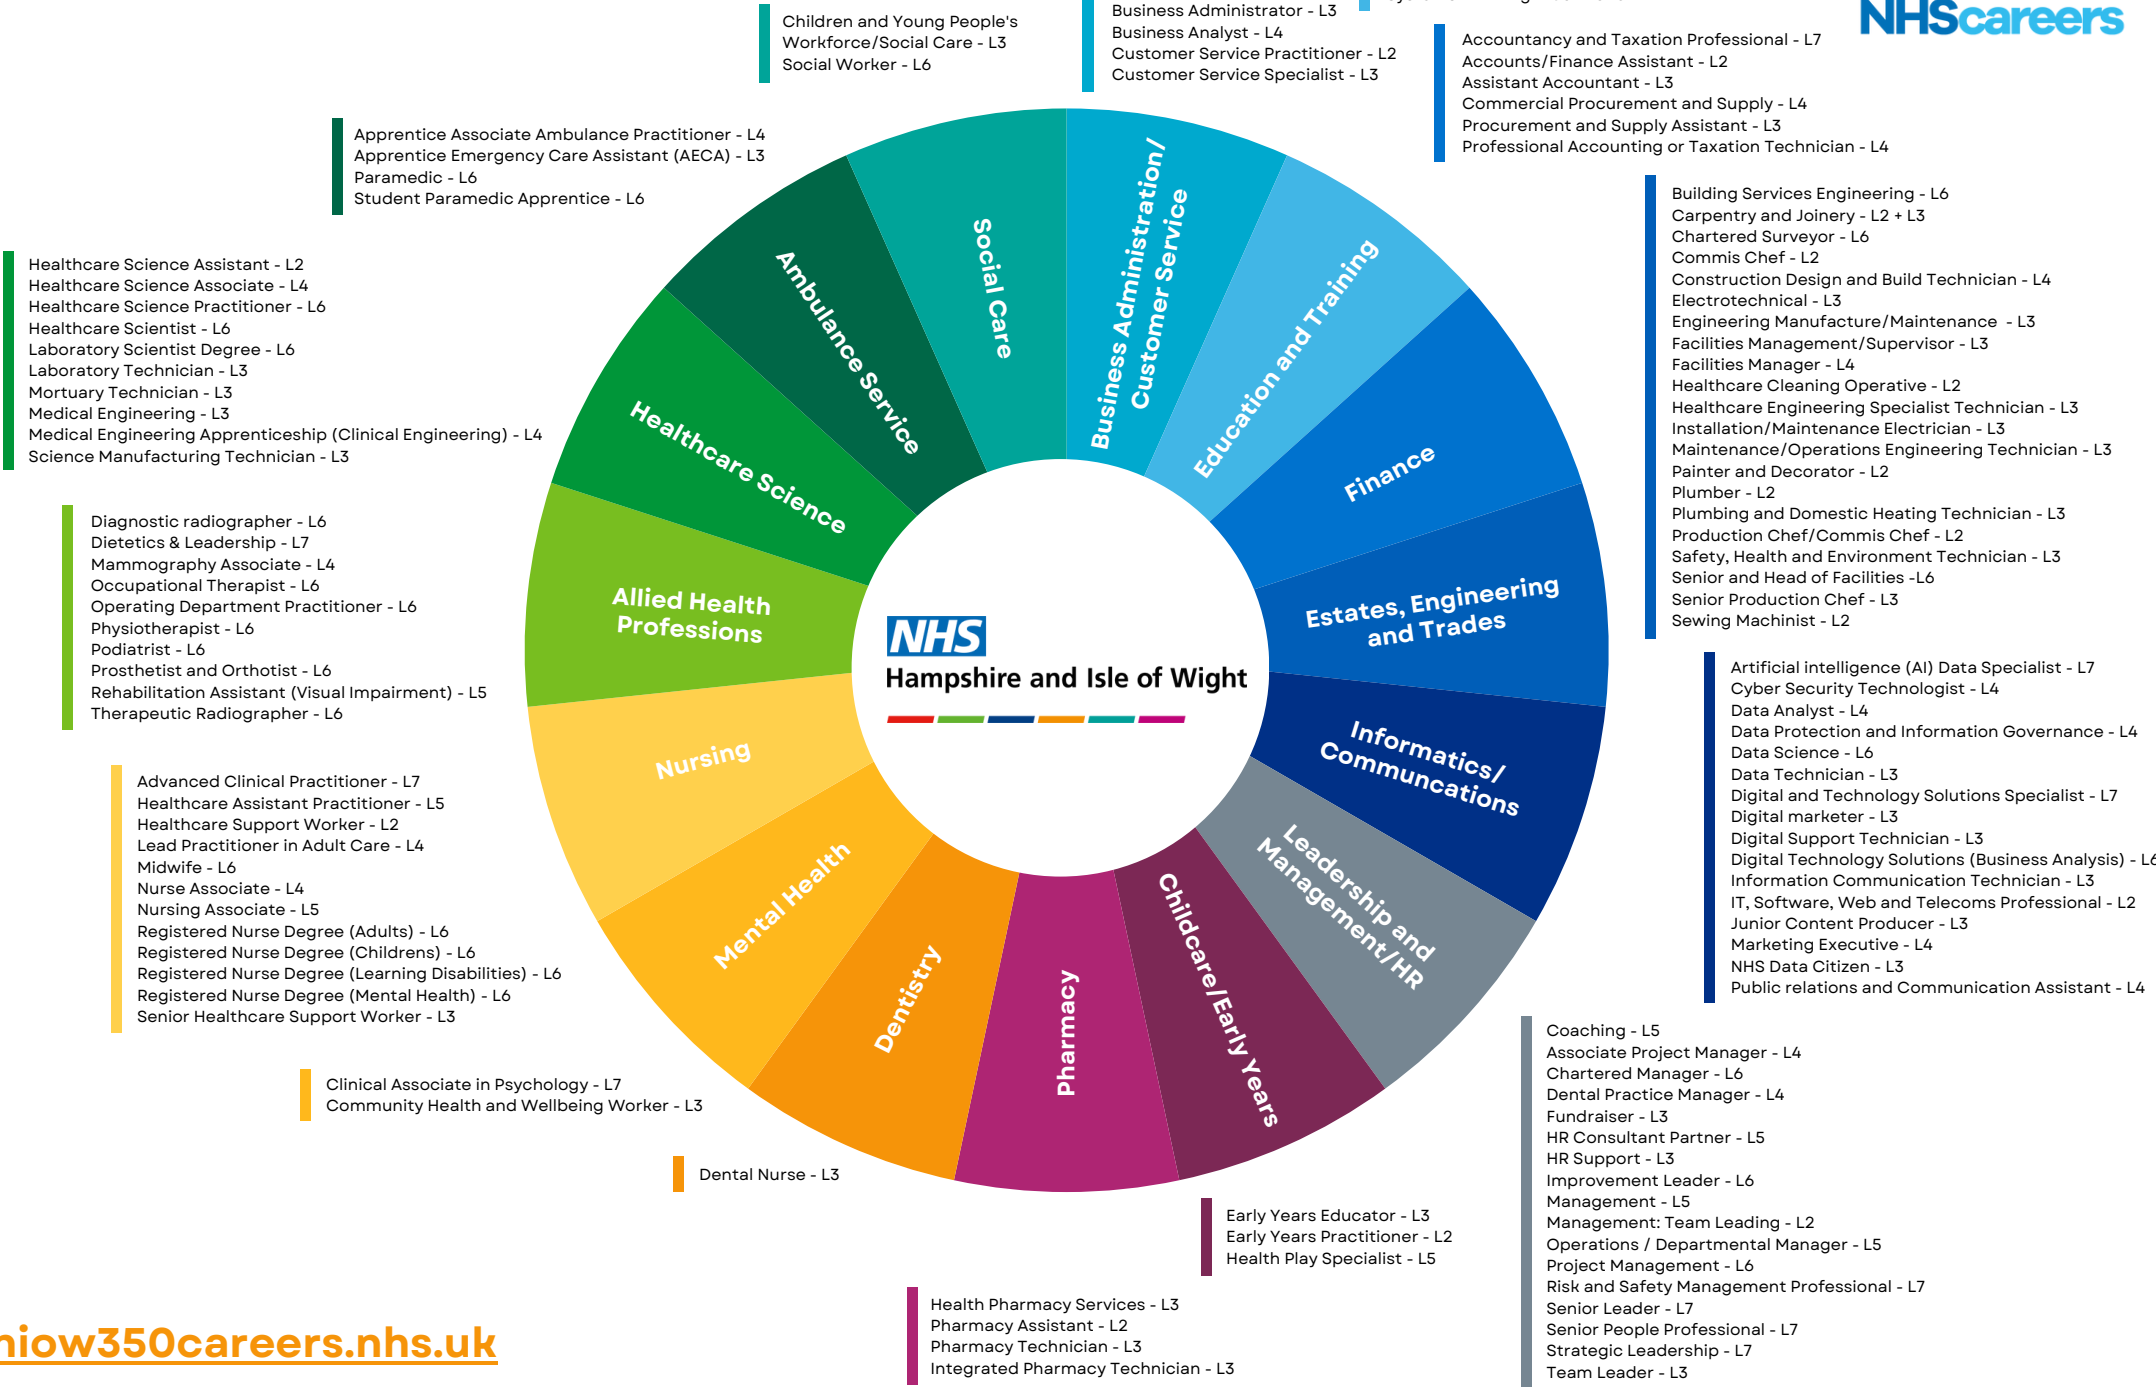 NHScareers
Children and Young People's
Workforce/Social Care - L3
Social Worker - L6
Business Administrator - L3
Business Analyst - L4
Customer Service Practitioner - L2
Customer Service Specialist - L3
Accountancy and Taxation Professional - L7
Accounts/Finance Assistant - L2
Assistant Accountant - L3
Commercial Procurement and Supply - L4
Procurement and Supply Assistant - L3
Professional Accounting or Taxation Technician - L4
Apprentice Associate Ambulance Practitioner - L4
Apprentice Emergency Care Assistant (AECA) - L3
Paramedic - L6
Student Paramedic Apprentice - L6
Building Services Engineering - L6
Carpentry and Joinery - L2 + L3
Chartered Surveyor - L6
Commis Chef - L2
Construction Design and Build Technician - L4
Electrotechnical - L3
Engineering Manufacture/Maintenance - L3
Facilities Management/Supervisor - L3
Facilities Manager - L4
Healthcare Cleaning Operative - L2
Healthcare Engineering Specialist Technician - L3
Installation/Maintenance Electrician - L3
Maintenance/Operations Engineering Technician - L3
Painter and Decorator - L2
Plumber - L2
Plumbing and Domestic Heating Technician - L3
Production Chef/Commis Chef - L2
Safety, Health and Environment Technician - L3
Senior and Head of Facilities -L6
Senior Production Chef - L3
Sewing Machinist - L2
Healthcare Science Assistant - L2
Healthcare Science Associate - L4
Healthcare Science Practitioner - L6
Healthcare Scientist - L6
Laboratory Scientist Degree - L6
Laboratory Technician - L3
Mortuary Technician - L3
Medical Engineering - L3
Medical Engineering Apprenticeship (Clinical Engineering) - L4
Science Manufacturing Technician - L3
Social Care
Business Administration/
Customer Service
Education and Training
Finance
Estates, Engineering
and Trades
Informatics/
Communcations
Leadership and
Management/HR
Childcare/Early Years
Pharmacy
Dentistry
Mental Health
Nursing
Allied Health
Professions
Healthcare Science
Ambulance Service
NHS
Hampshire and Isle of Wight
Diagnostic radiographer - L6
Dietetics & Leadership - L7
Mammography Associate - L4
Occupational Therapist - L6
Operating Department Practitioner - L6
Physiotherapist - L6
Podiatrist - L6
Prosthetist and Orthotist - L6
Rehabilitation Assistant (Visual Impairment) - L5
Therapeutic Radiographer - L6
Artificial intelligence (AI) Data Specialist - L7
Cyber Security Technologist - L4
Data Analyst - L4
Data Protection and Information Governance - L4
Data Science - L6
Data Technician - L3
Digital and Technology Solutions Specialist - L7
Digital marketer - L3
Digital Support Technician - L3
Digital Technology Solutions (Business Analysis) - L6
Information Communication Technician - L3
IT, Software, Web and Telecoms Professional - L2
Junior Content Producer - L3
Marketing Executive - L4
NHS Data Citizen - L3
Public relations and Communication Assistant - L4
Advanced Clinical Practitioner - L7
Healthcare Assistant Practitioner - L5
Healthcare Support Worker - L2
Lead Practitioner in Adult Care - L4
Midwife - L6
Nurse Associate - L4
Nursing Associate - L5
Registered Nurse Degree (Adults) - L6
Registered Nurse Degree (Childrens) - L6
Registered Nurse Degree (Learning Disabilities) - L6
Registered Nurse Degree (Mental Health) - L6
Senior Healthcare Support Worker - L3
Coaching - L5
Associate Project Manager - L4
Chartered Manager - L6
Dental Practice Manager - L4
Fundraiser - L3
HR Consultant Partner - L5
HR Support - L3
Improvement Leader - L6
Management - L5
Management: Team Leading - L2
Operations / Departmental Manager - L5
Project Management - L6
Risk and Safety Management Professional - L7
Senior Leader - L7
Senior People Professional - L7
Strategic Leadership - L7
Team Leader - L3
Clinical Associate in Psychology - L7
Community Health and Wellbeing Worker - L3
Dental Nurse - L3
Early Years Educator - L3
Early Years Practitioner - L2
Health Play Specialist - L5
Health Pharmacy Services - L3
Pharmacy Assistant - L2
Pharmacy Technician - L3
Integrated Pharmacy Technician - L3
hiow350careers.nhs.uk